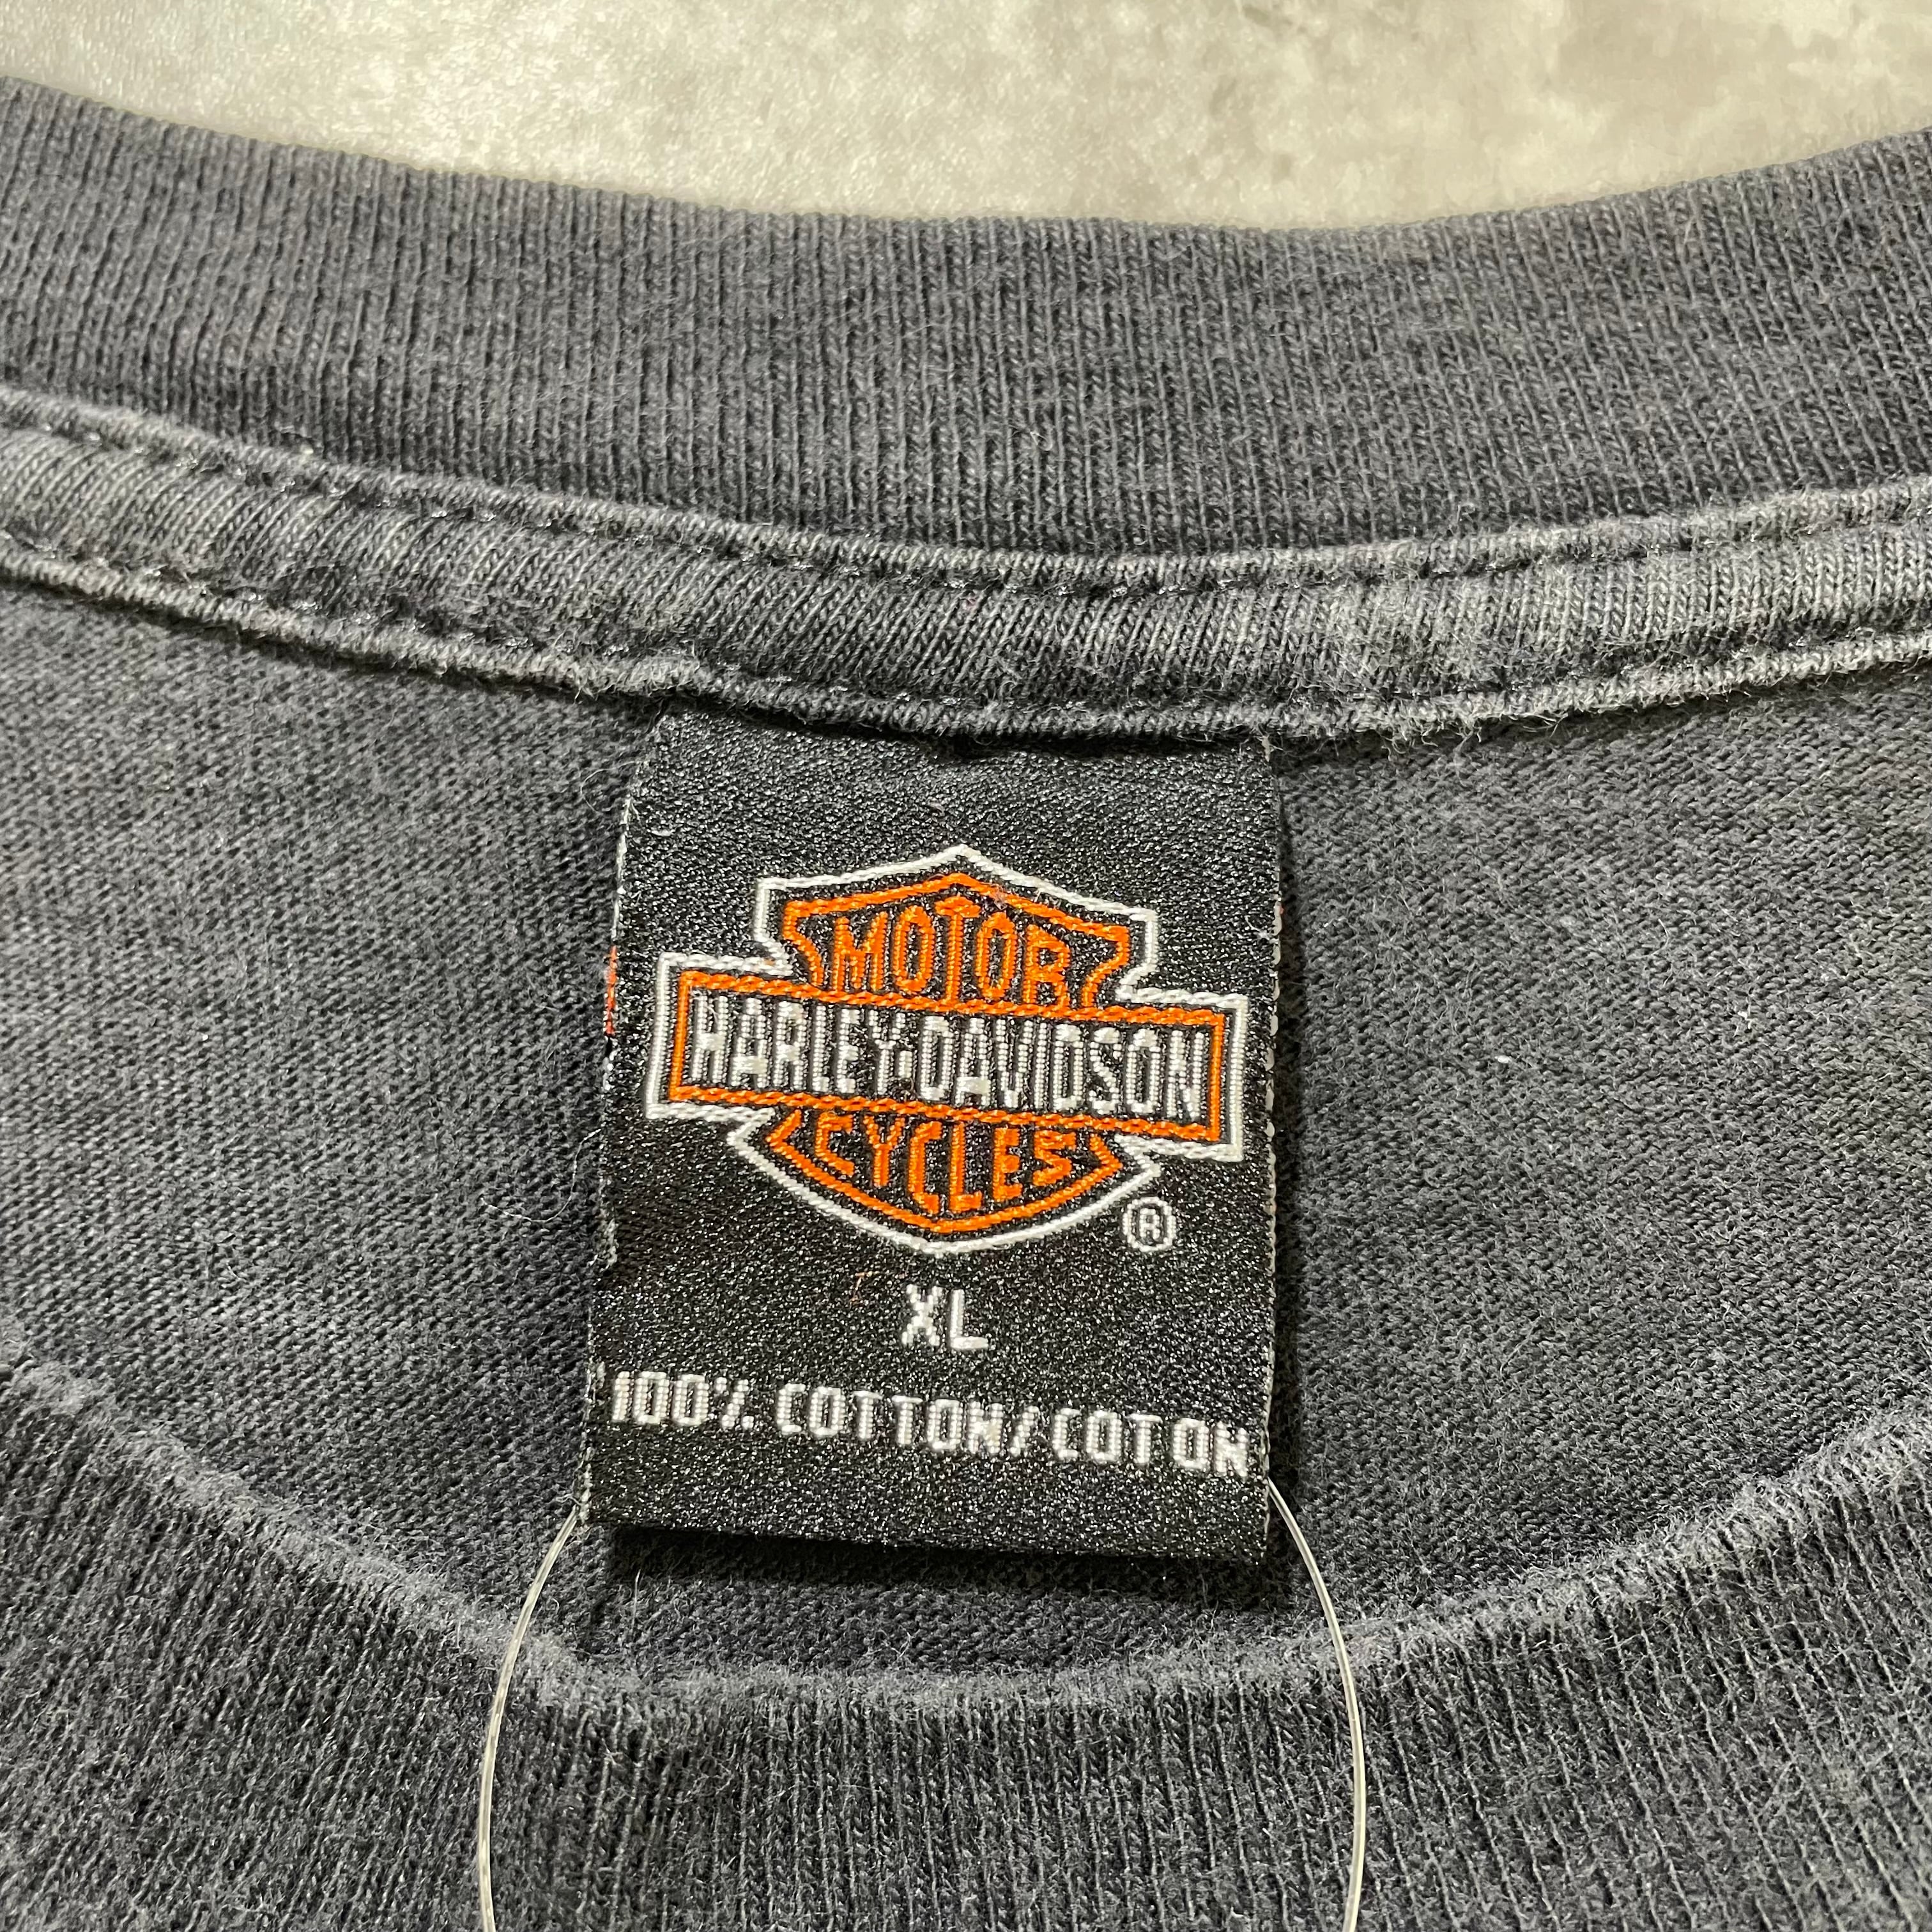 MOTOR
HARLEY-DAVIDSON
CYCLES
®
XL
100% COTTON/COTON